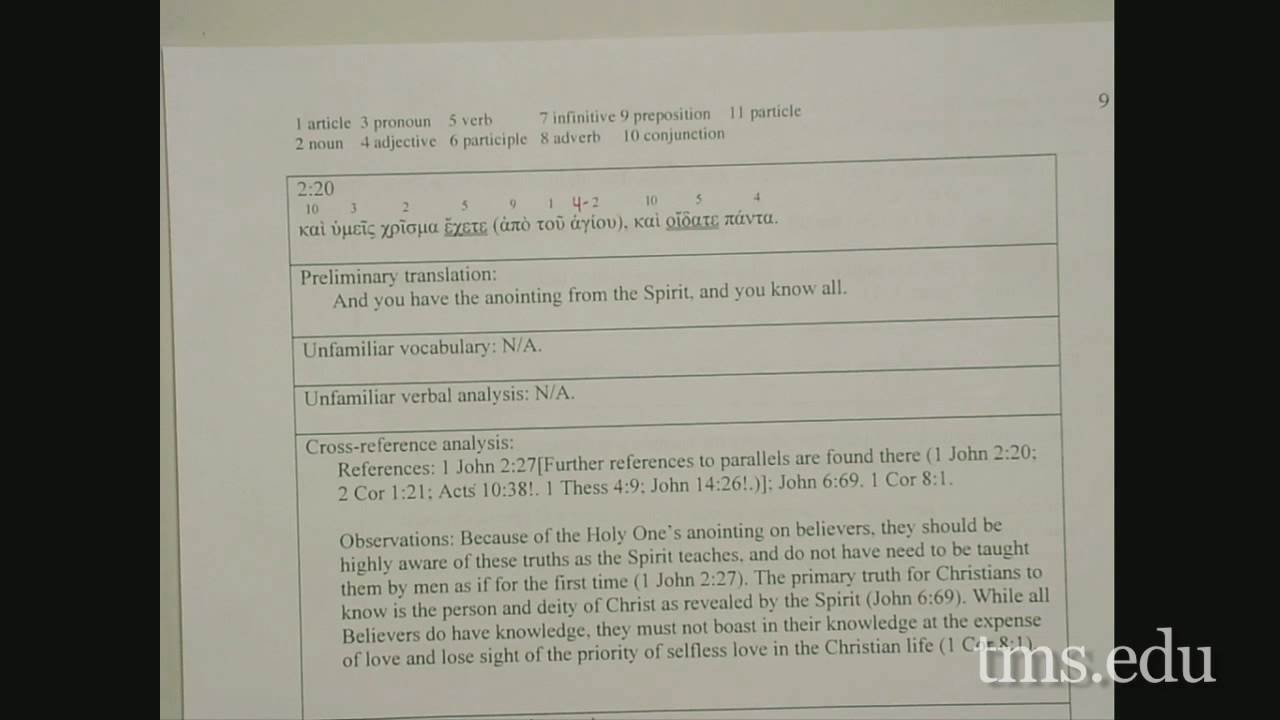 9
1 article 3 pronoun 5 verb 7 infinitive 9 preposition 11 particle
2 noun 4 adjective 6 participle 8 adverb 10 conjunction
2:20
10 3 2 5 9 1 4-2 10 5 4
καὶ ὑμεῖς χρῖσμα ἔχετε (ἀπὸ τοῦ ἁγίου), καὶ οἴδατε πάντα.
Preliminary translation:
And you have the anointing from the Spirit, and you know all.
Unfamiliar vocabulary: N/A.
Unfamiliar verbal analysis: N/A.
Cross-reference analysis:
References: 1 John 2:27[Further references to parallels are found there (1 John 2:20;
2 Cor 1:21; Acts 10:38!. 1 Thess 4:9; John 14:26!.)]; John 6:69. 1 Cor 8:1.
Observations: Because of the Holy One's anointing on believers, they should be
highly aware of these truths as the Spirit teaches, and do not have need to be taught
them by men as if for the first time (1 John 2:27). The primary truth for Christians to
know is the person and deity of Christ as revealed by the Spirit (John 6:69). While all
Believers do have knowledge, they must not boast in their knowledge at the expense
of love and lose sight of the priority of selfless love in the Christian life (1 Cor 8:1).
tms.edu